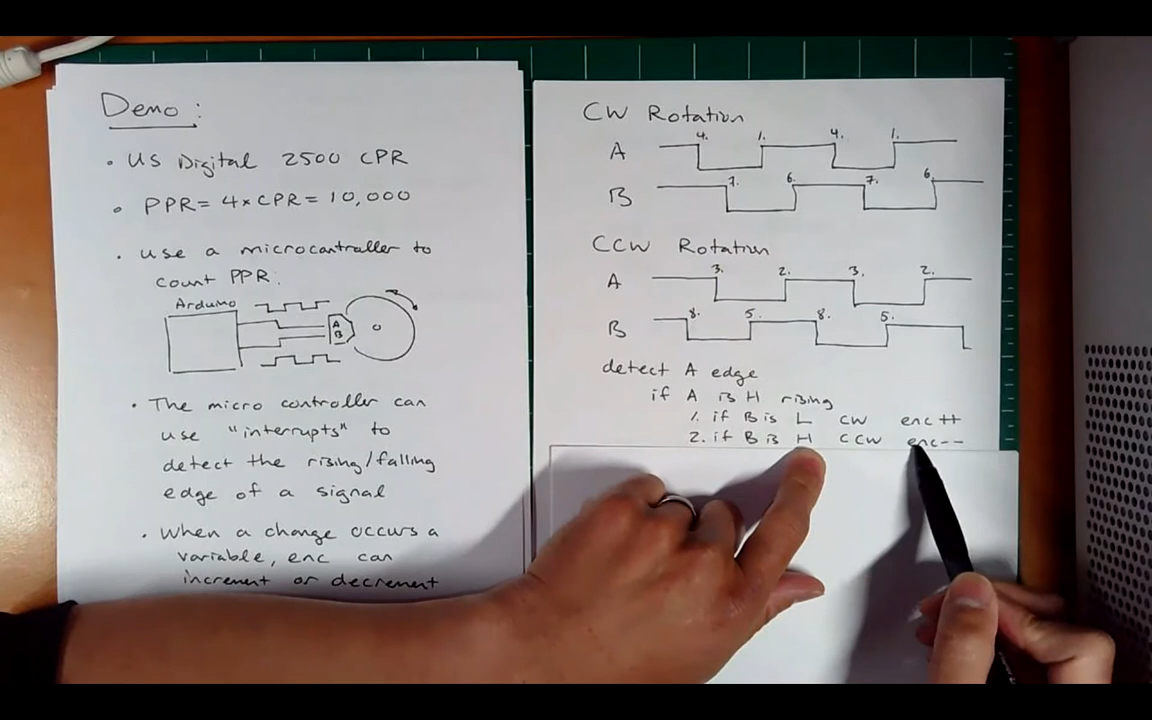 Demo:
• US Digital 2500 CPR
• PPR = 4 x CPR = 10,000
• use a microcontroller to
count PPR:
Arduino
A
B
• The micro controller can
use "interrupts" to
detect the rising/falling
edge of a signal
• When a change occurs a
variable, enc can
increment or decrement
CW Rotation
4. 1. 4. 1.
A
7. 6. 7. 6
B
CCW Rotation
3. 2. 3. 2.
A
8. 5. 8. 5.
B
detect A edge
if A is H rising
1. if B is L CW enc++
2. if B is H CCW enc--